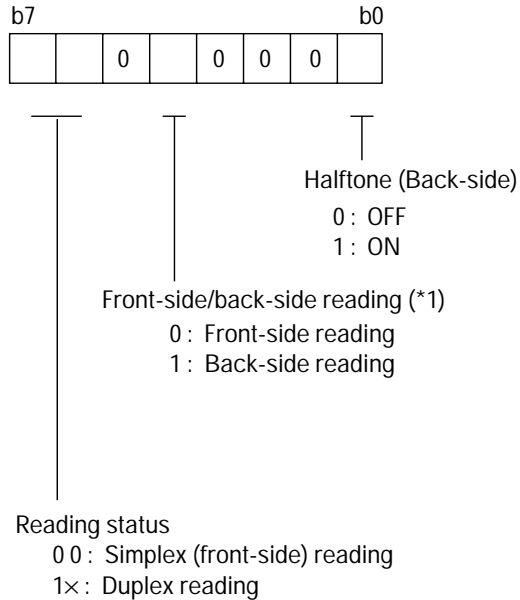 b7 b0
0 0 0 0
Halftone (Back-side)
0 : OFF
1 : ON
Front-side/back-side reading (*1)
0 : Front-side reading
1 : Back-side reading
Reading status
0 0 : Simplex (front-side) reading
1× : Duplex reading